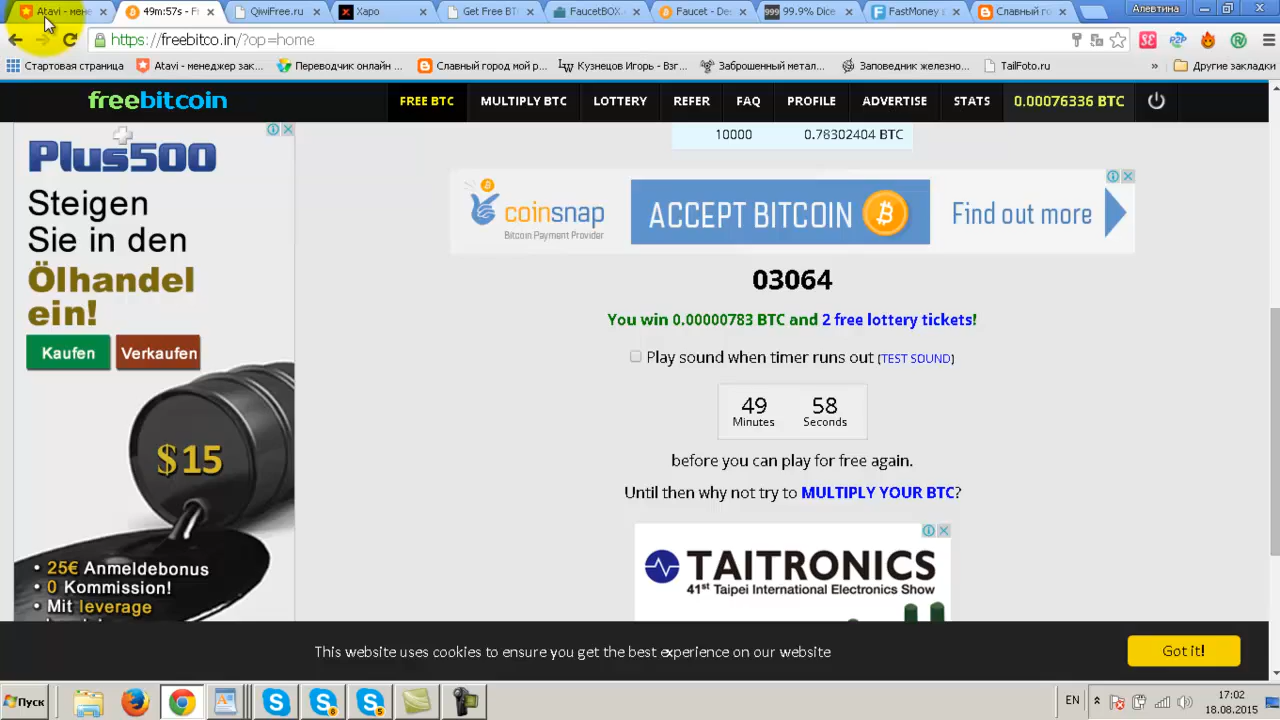 Atavi - мене
49m:57s - F
QiwiFree.ru
Xapo
Get Free BT
FaucetBOX -
Faucet - De
999
99.9% Dice
FastMoney
Славный го
Алевтина
https://freebitco.in/?op=home
Стартовая страница
Atavi - менеджер зак...
Переводчик онлайн ...
Славный город мой р...
Кузнецов Игорь - Взг...
Заброшенный метал...
Заповедник железно...
TailFoto.ru
»
Другие закладки
freebitcoin
FREE BTC
MULTIPLY BTC
LOTTERY
REFER
FAQ
PROFILE
ADVERTISE
STATS
0.00076336 BTC
10000 0.78302404 BTC
Plus500
Steigen
Sie in den
Ölhandel
ein!
Kaufen
Verkaufen
$15
• 25€ Anmeldebonus
• 0 Kommission!
• Mit leverage
coinsnap
Bitcoin Payment Provider
ACCEPT BITCOIN
Find out more
03064
You win 0.00000783 BTC and 2 free lottery tickets!
Play sound when timer runs out (TEST SOUND)
49 58
Minutes Seconds
before you can play for free again.
Until then why not try to MULTIPLY YOUR BTC?
TAITRONICS
41st Taipei International Electronics Show
This website uses cookies to ensure you get the best experience on our website
Got it!
Пуск
8
5
EN
17:02
18.08.2015